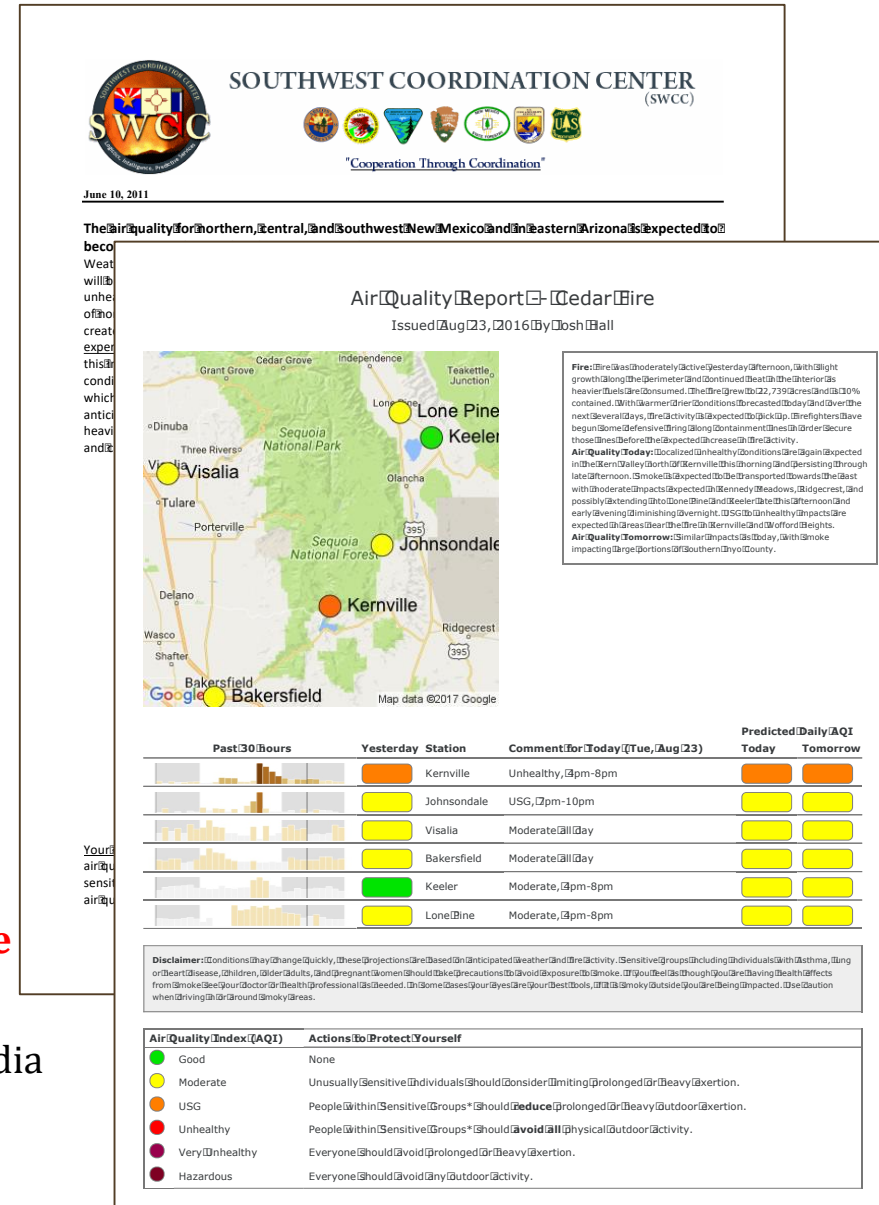 SOUTHWEST COORDINATION CENTER
(SWCC)
SWCC
"Cooperation Through Coordination"
June 10, 2011
The air quality for northern, central, and southwest New Mexico and in eastern Arizona is expected to
Air Quality Report -- Cedar Fire
Issued Aug 23, 2016 by Josh Hall
Cedar Grove
Independence
Grant Grove
Teakettle
Junction
Lone Pine
Dinuba
Keeler
Sequoia
National Park
Three Rivers
Visalia
Olancha
Tulare
Porterville
395
Johnsondale
Sequoia
National Forest
Delano
Kernville
Wasco
Ridgecrest
Shafter
395
Bakersfield
Google
Bakersfield
Map data ©2017 Google
Fire: Fire was moderately active yesterday afternoon, with slight
growth along the perimeter and continued heat in the interior as
heavier fuels are consumed. The fire grew to 22,739 acres and is 10%
contained. With warmer drier conditions forecasted today and over the
next several days, fire activity is expected to pick up. Firefighters have
begun some defensive firing along containment lines in order secure
those lines before the expected increase in fire activity.
Air Quality Today: Localized unhealthy conditions are again expected
in the Kern Valley north of Kernville this morning and persisting through
late afternoon. Smoke is expected to be transported towards the east
with moderate impacts expected in Kennedy Meadows, Ridgecrest, and
possibly extending into Lone Pine and Keeler late this afternoon and
early evening diminishing overnight. USG to unhealthy impacts are
expected in areas near the fire in Kernville and Wofford Heights.
Air Quality Tomorrow: Similar impacts as today, with smoke
impacting large portions of southern Inyo County.
Predicted Daily AQI
Past 30 hours Yesterday Station Comment for Today (Tue, Aug 23) Today Tomorrow
Kernville Unhealthy, 4pm-8pm
Johnsondale USG, 7pm-10pm
Visalia Moderate all day
Bakersfield Moderate all day
Keeler Moderate, 4pm-8pm
Lone Pine Moderate, 4pm-8pm
Disclaimer: Conditions may change quickly, these projections are based on anticipated weather and fire activity. Sensitive groups including individuals with Asthma, lung
or heart disease, children, older adults, and pregnant women should take precautions to avoid exposure to smoke. If you feel as though you are having health effects
from smoke see your doctor or health professional as needed. In some cases your eyes are your best tools, if it is smoky outside you are being impacted. Use caution
when driving in or around smoky areas.
Air Quality Index (AQI) Actions to Protect Yourself
Good None
Moderate Unusually sensitive individuals should consider limiting prolonged or heavy exertion.
USG People within Sensitive Groups* should reduce prolonged or heavy outdoor exertion.
Unhealthy People within Sensitive Groups* should avoid all physical outdoor activity.
Very Unhealthy Everyone should avoid prolonged or heavy exertion.
Hazardous Everyone should avoid any outdoor activity.